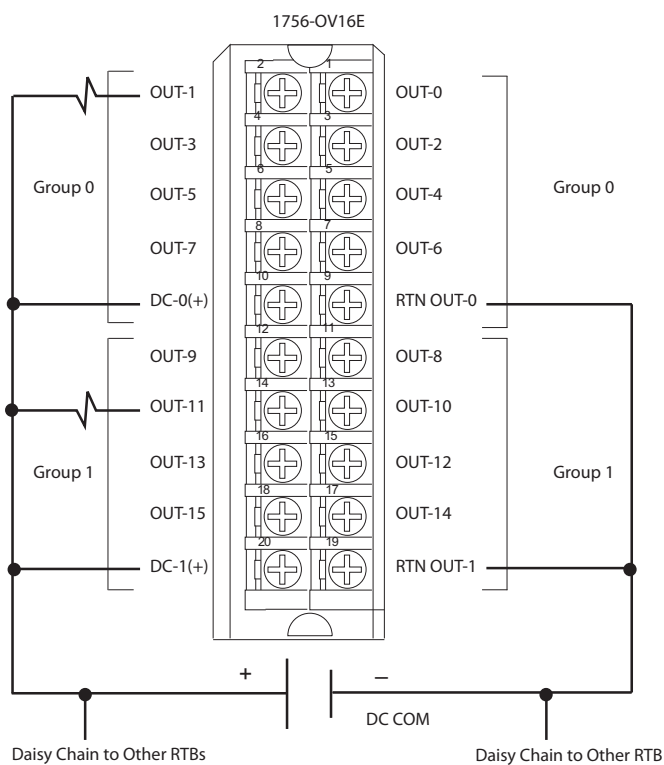 1756-OV16E
2 1
OUT-1 OUT-0
4 3
OUT-3 OUT-2
6 5
Group 0 OUT-5 OUT-4 Group 0
8 7
OUT-7 OUT-6
10 9
DC-0(+) RTN OUT-0
12 11
OUT-9 OUT-8
14 13
OUT-11 OUT-10
16 15
Group 1 OUT-13 OUT-12 Group 1
18 17
OUT-15 OUT-14
20 19
DC-1(+) RTN OUT-1
+ –
DC COM
Daisy Chain to Other RTBs Daisy Chain to Other RTB